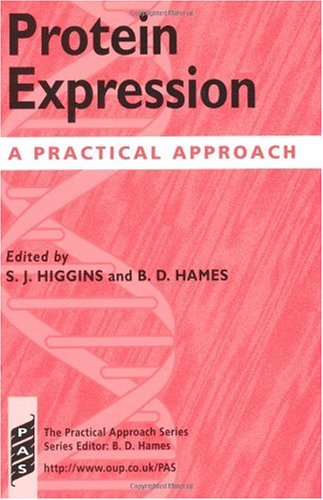 Protein
Expression
A PRACTICAL APPROACH
Edited by
S. J. HIGGINS and B. D. HAMES
PAS
The Practical Approach Series
Series Editor: B. D. Hames
http://www.oup.co.uk/PAS